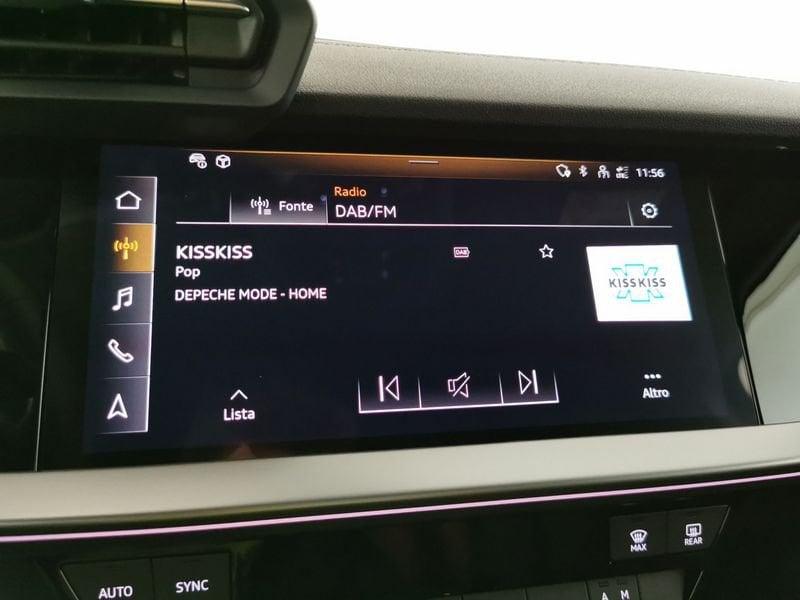 11:56
Fonte
Radio
DAB/FM
KISSKISS
DAB
Pop
DEPECHE MODE - HOME
KISSKISS
Lista
Altro
MAX
REAR
AUTO
SYNC
A M